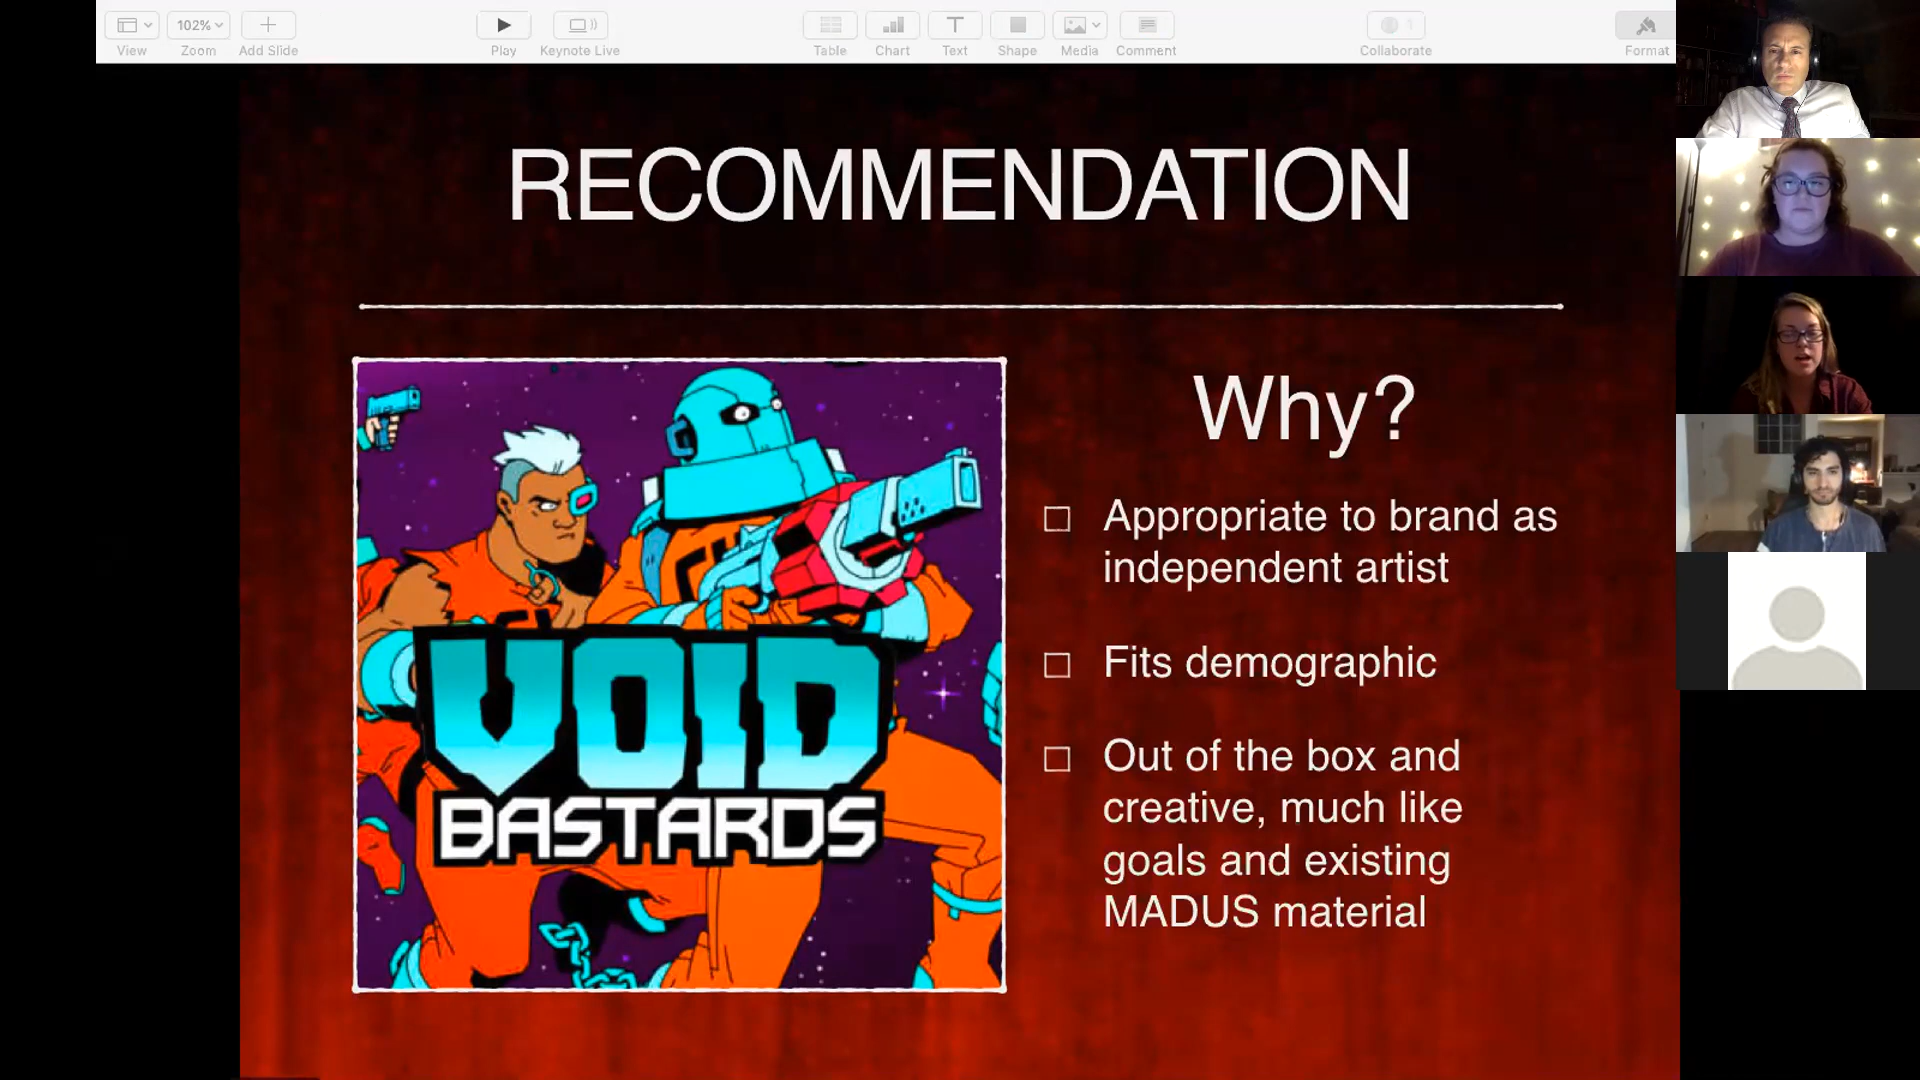 102%
View
Zoom
Add Slide
Play
Keynote Live
Table
Chart
Text
Shape
Media
Comment
1
Collaborate
Format
RECOMMENDATION
VOID
BASTARDS
Why?
Appropriate to brand as
independent artist
Fits demographic
Out of the box and
creative, much like
goals and existing
MADUS material